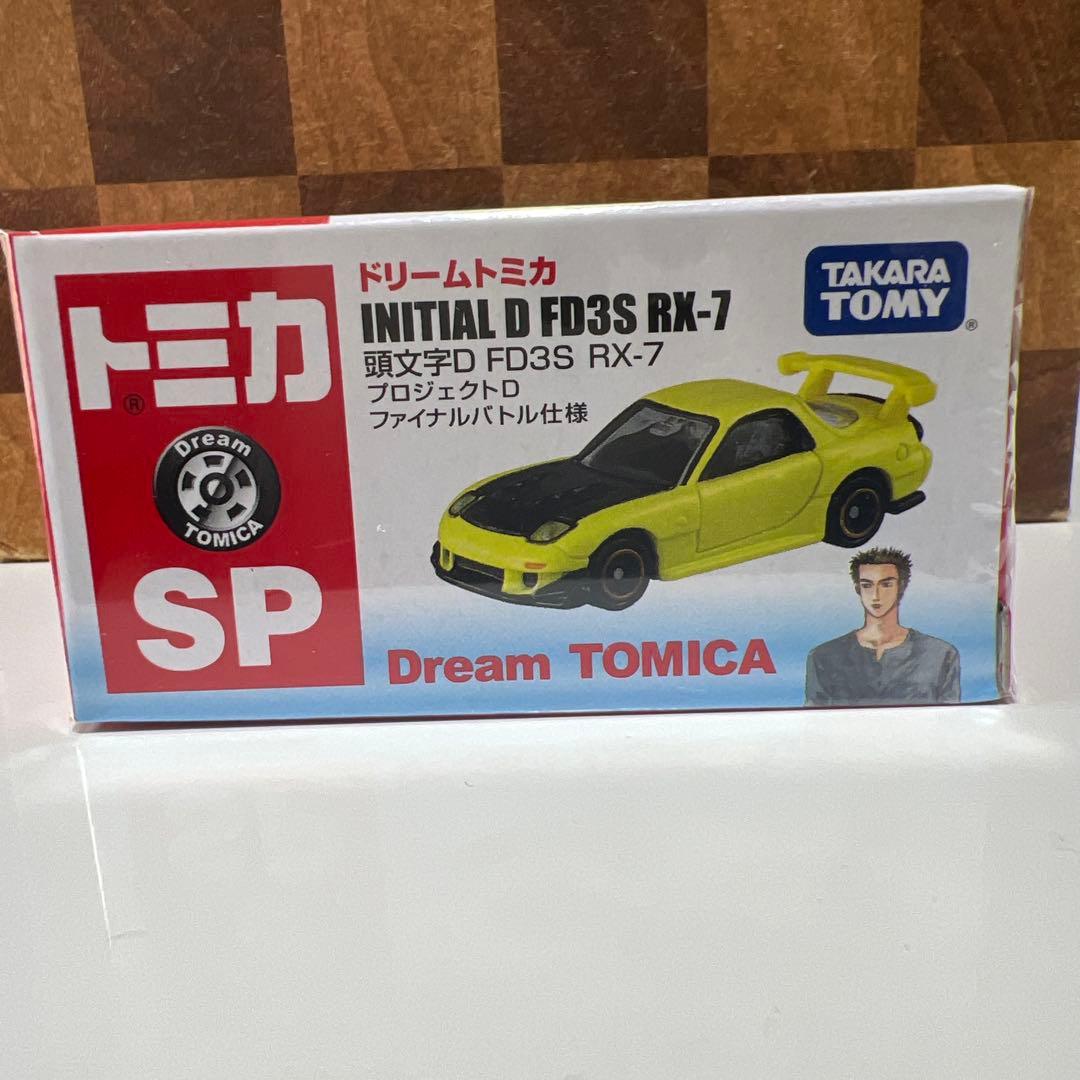 トミカ
®
Dream
TOMICA
SP
ドリームトミカ
INITIAL D FD3S RX-7
頭文字D FD3S RX-7
プロジェクトD
ファイナルバトル仕様
TAKARA
TOMY
®
Dream TOMICA